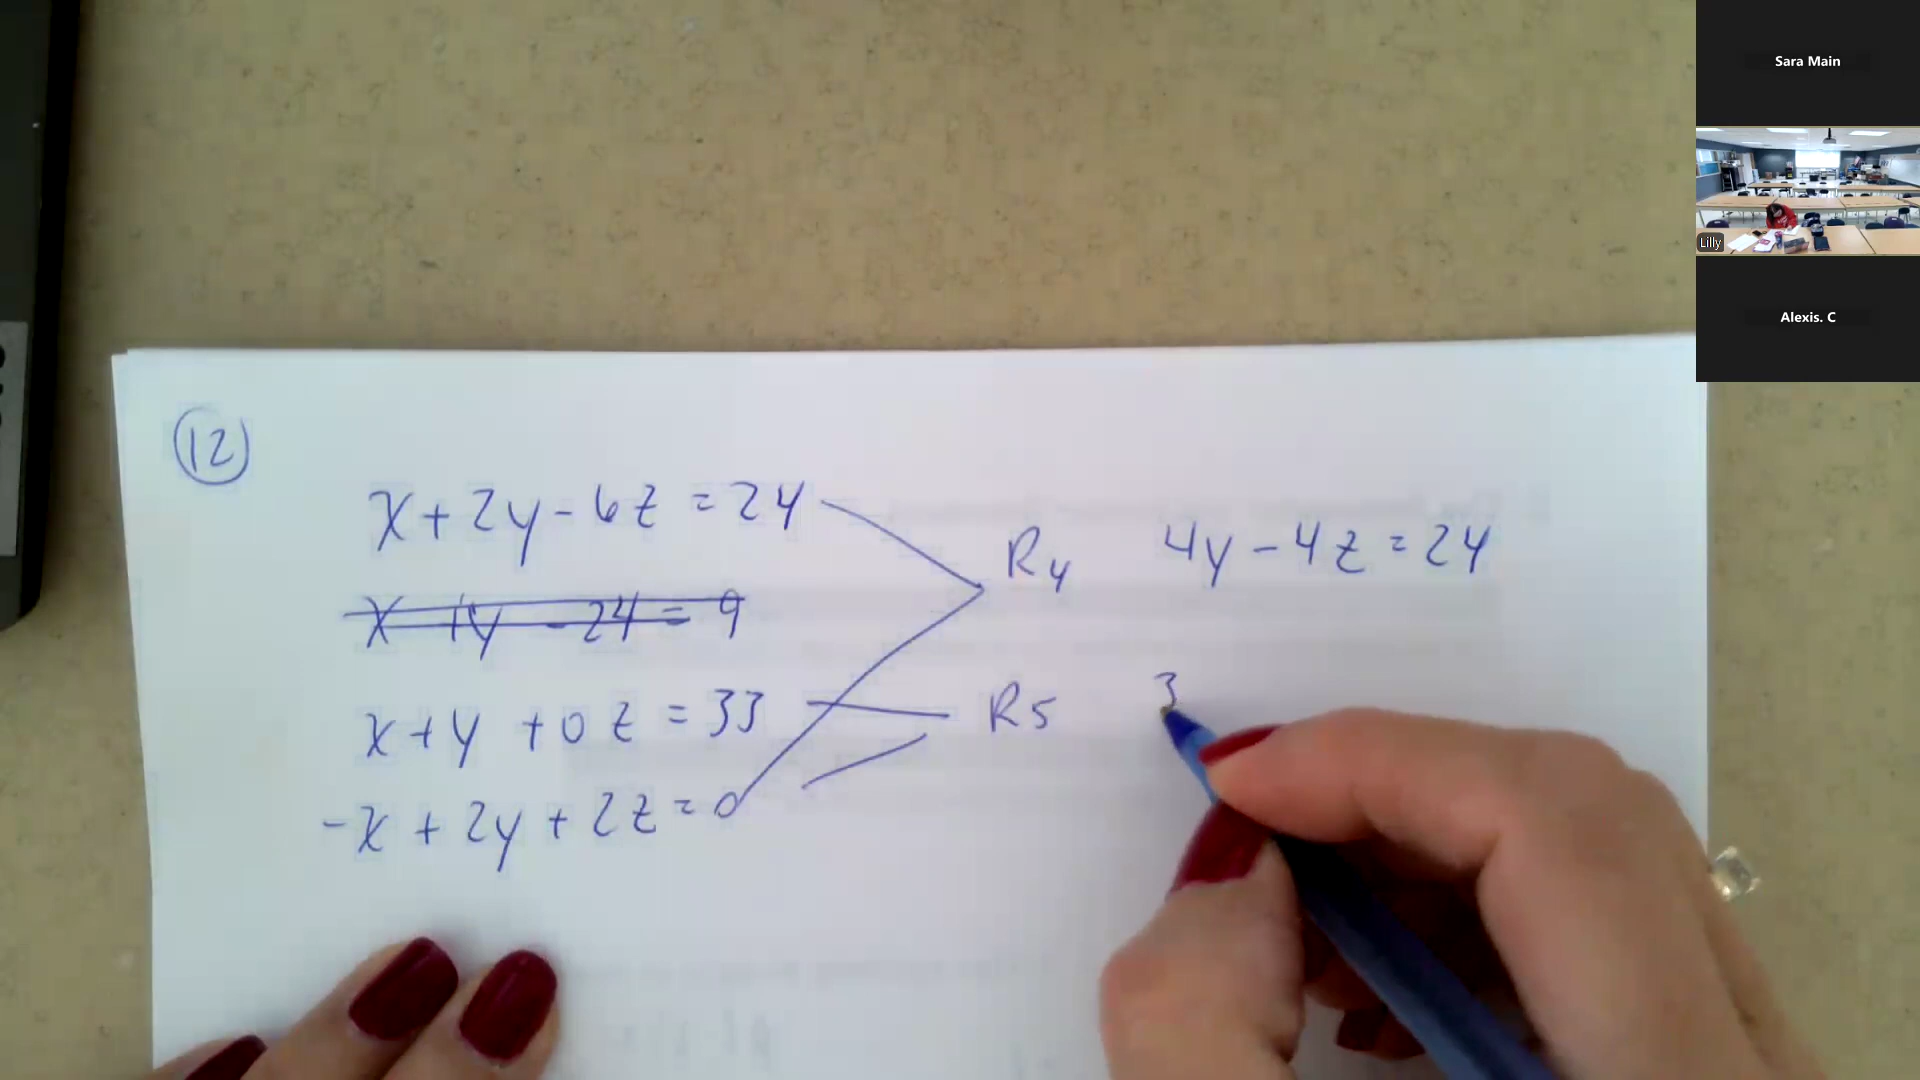 Sara Main
Lilly
Alexis. C
12
x + 2y - 6z = 24
x + y - 24 = 9
x + y + 0z = 33
-x + 2y + 2z = 0
R4 4y - 4z = 24
R5 3